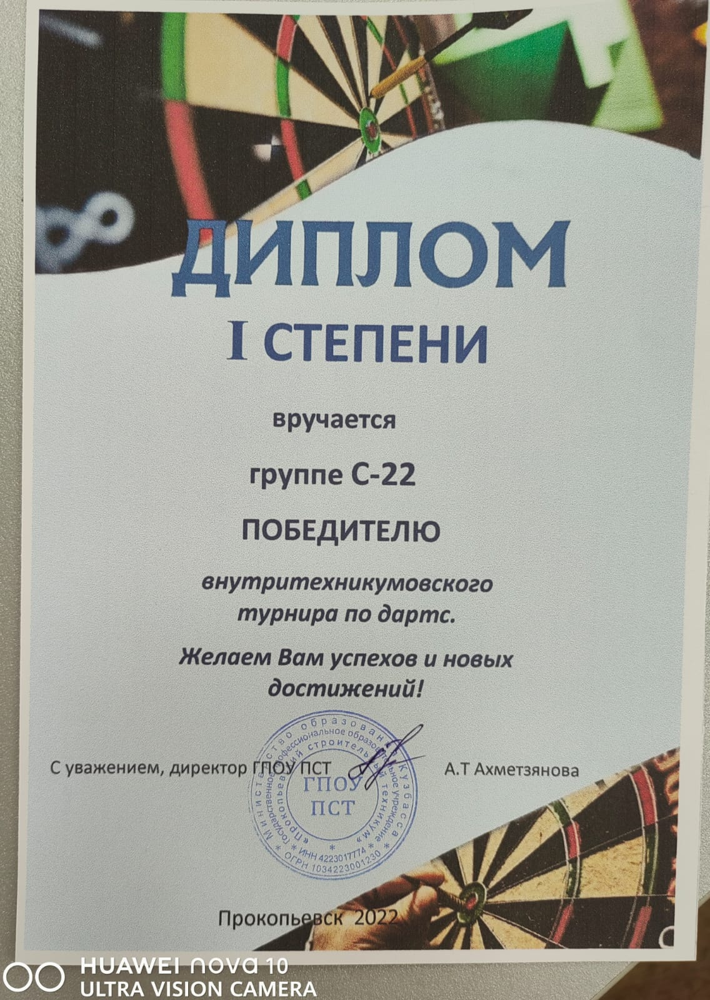 ДИПЛОМ
I СТЕПЕНИ
вручается
группе С-22
ПОБЕДИТЕЛЮ
внутритехникумовского
турнира по дартс.
Желаем Вам успехов и новых
достижений!
С уважением, директор ГПОУ ПСТ А.Т Ахметзянова
* Министерство образования Кузбасса *
Государственное профессиональное образовательное учреждение
«Прокопьевский строительный техникум»
ГПОУ
ПСТ
* ИНН 4223017774 *
ОГРН 1034223001230
Прокопьевск 2022
HUAWEI nova 10
ULTRA VISION CAMERA